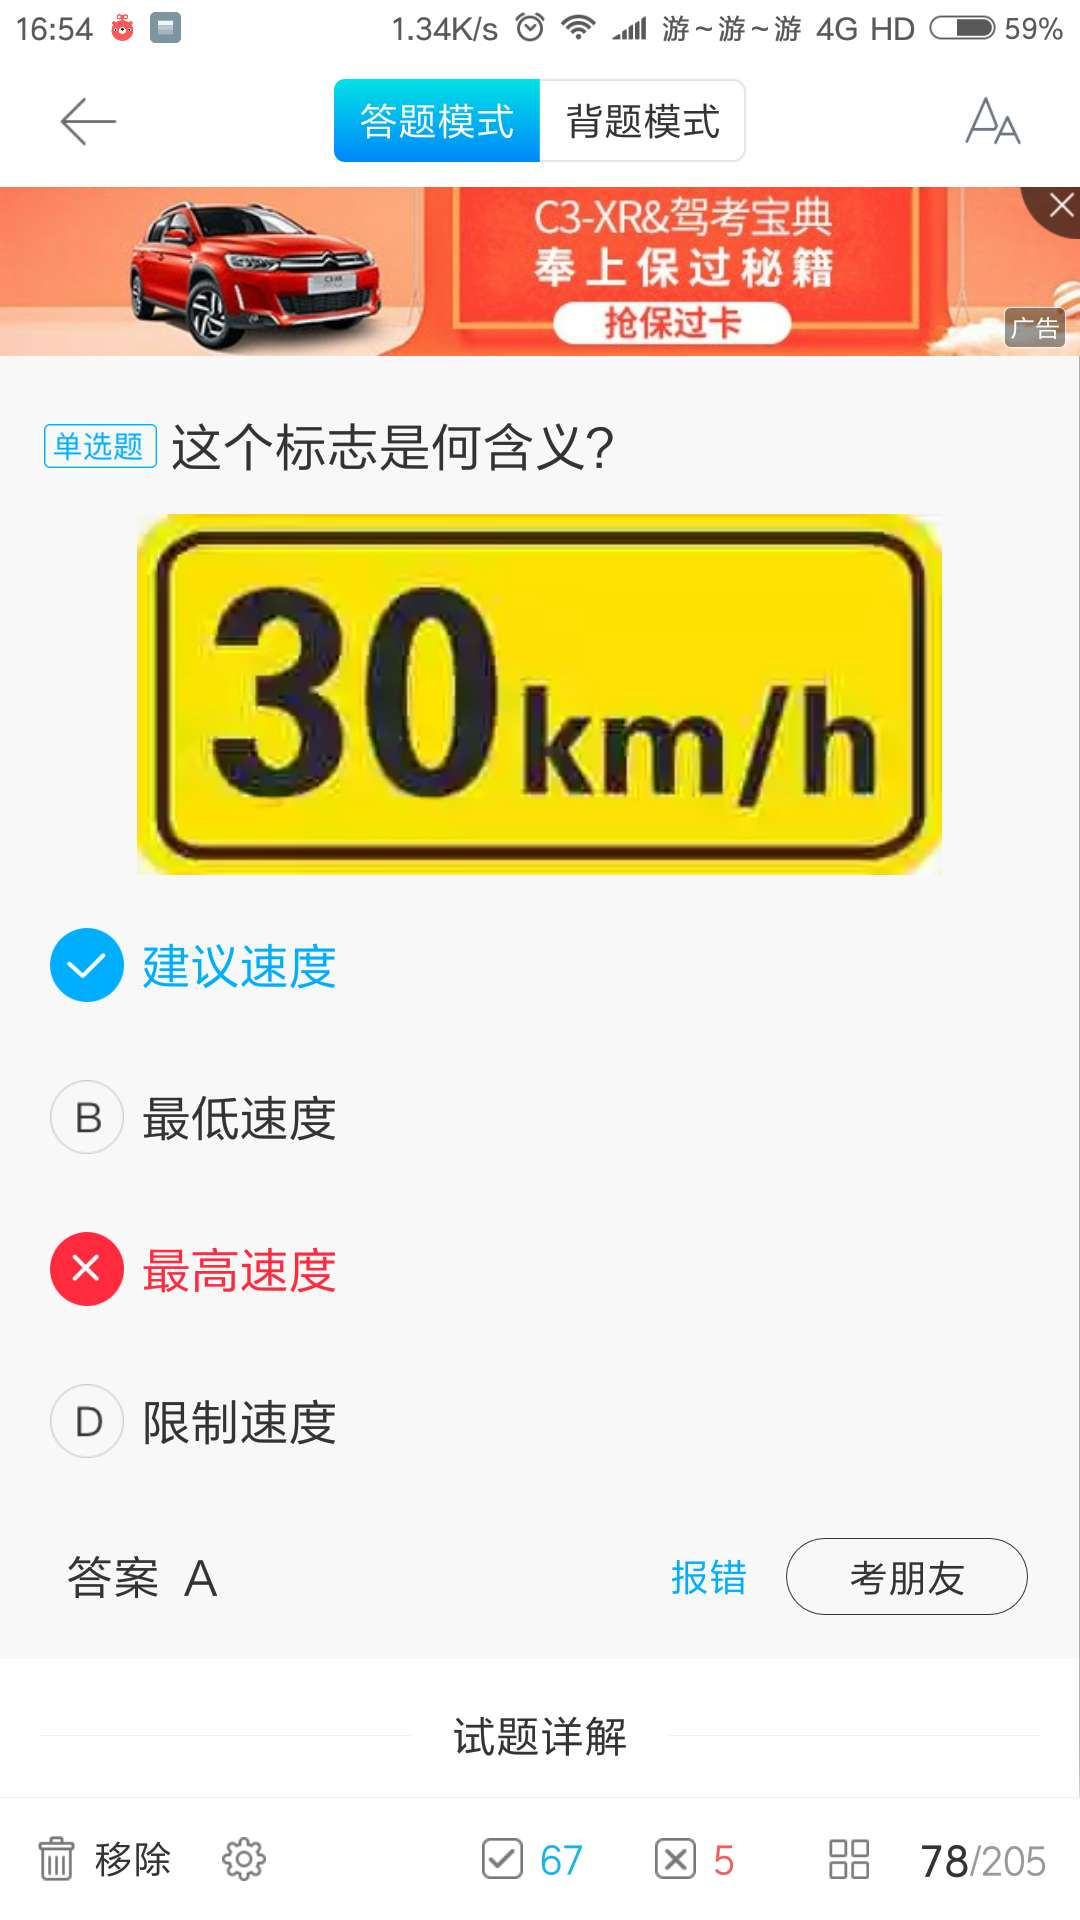 16:54 1.34K/s 游~游~游 4G HD 59%
答题模式 背题模式 AA
C3-XR&驾考宝典
奉上保过秘籍
抢保过卡
广告
单选题 这个标志是何含义?
30km/h
建议速度
B 最低速度
最高速度
D 限制速度
答案 A 报错 考朋友
试题详解
移除 67 5 78/205